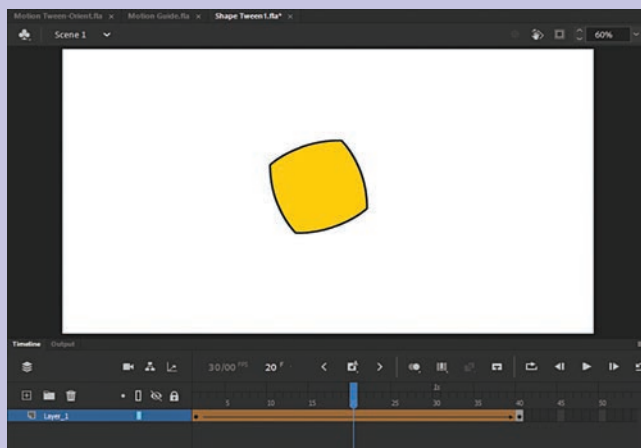 Motion Tween-Orient.fla × Motion Guide.fla × Shape Tween1.fla* ×
Scene 1 60%
Timeline Output
30/00 FPS 20 F
1s
5 10 15 20 25 30 35 40 45 50
Layer_1